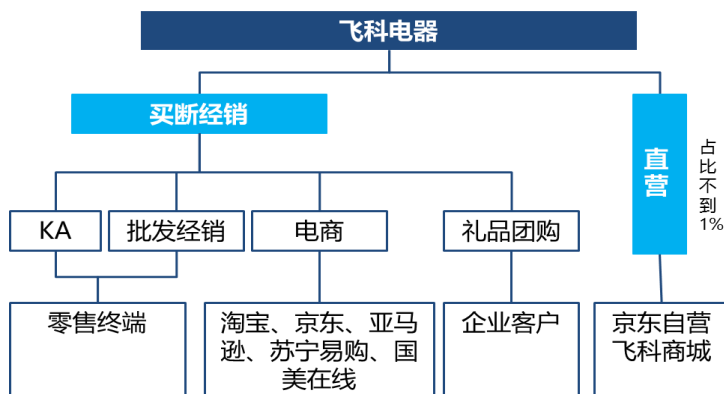 飞科电器
买断经销
直营
占比不到1%
KA
批发经销
电商
礼品团购
零售终端
淘宝、京东、亚马
逊、苏宁易购、国
美在线
企业客户
京东自营
飞科商城